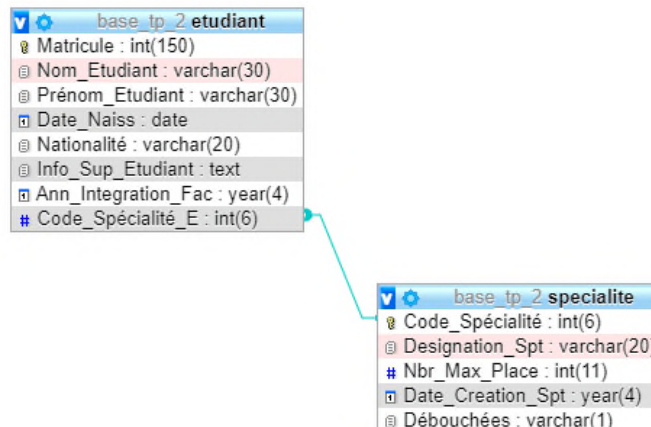 base_tp_2 etudiant
Matricule : int(150)
Nom_Etudiant : varchar(30)
Prénom_Etudiant : varchar(30)
Date_Naiss : date
Nationalité : varchar(20)
Info_Sup_Etudiant : text
Ann_Integration_Fac : year(4)
# Code_Spécialité_E : int(6)
base_tp_2 specialite
Code_Spécialité : int(6)
Designation_Spt : varchar(20)
# Nbr_Max_Place : int(11)
Date_Creation_Spt : year(4)
Débouchées : varchar(1)